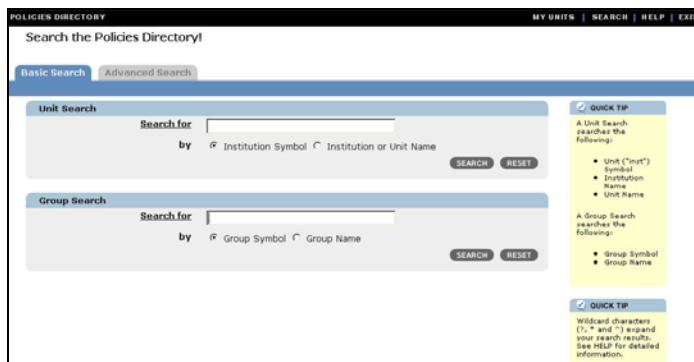 POLICIES DIRECTORY
MY UNITS | SEARCH | HELP | EXI
Search the Policies Directory!
Basic Search
Advanced Search
Unit Search
Search for
by
Institution Symbol
Institution or Unit Name
SEARCH
RESET
Group Search
Search for
by
Group Symbol
Group Name
SEARCH
RESET
QUICK TIP
A Unit Search
searches the
following:
Unit ("inst")
Symbol
Institution
Name
Unit Name
A Group Search
searches the
following:
Group Symbol
Group Name
QUICK TIP
Wildcard characters
(?, * and ^) expand
your search results.
See HELP for detailed
information.